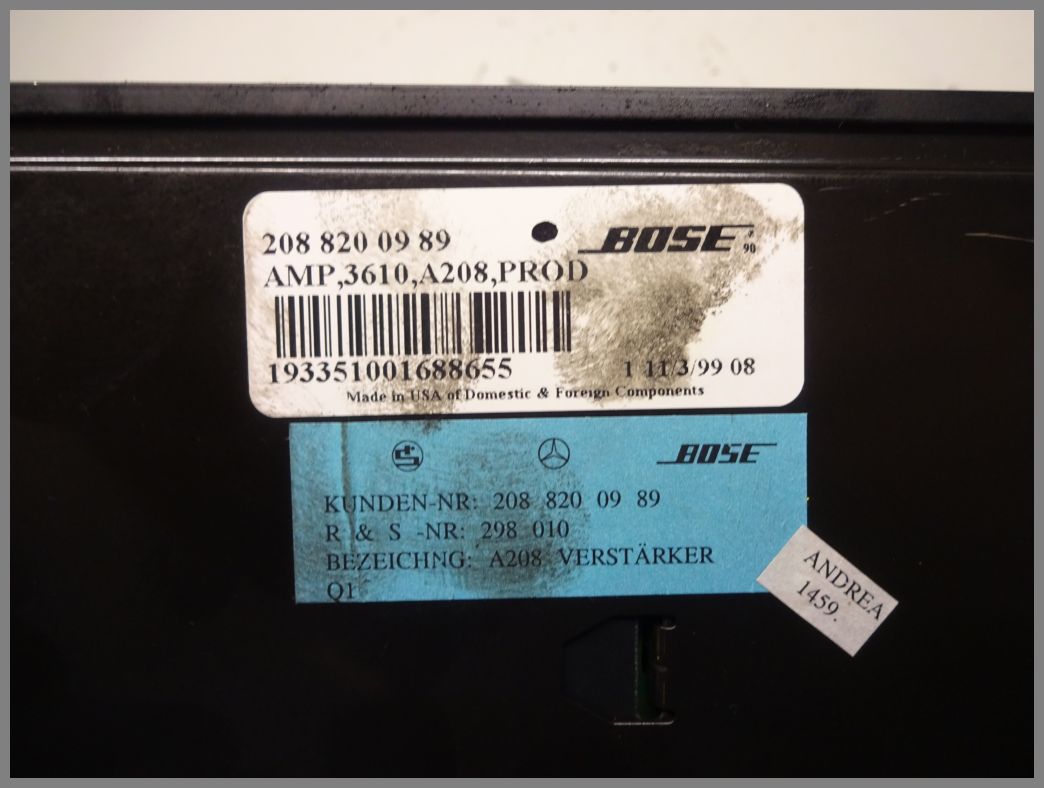 208 820 09 89
BOSE ®
90
AMP,3610,A208,PROD
193351001688655
1 11/3/99 08
Made in USA of Domestic & Foreign Components
BOSE
KUNDEN-NR: 208 820 09 89
R & S -NR: 298 010
BEZEICHNG: A208 VERSTÄRKER
Q1
ANDREA
1459.